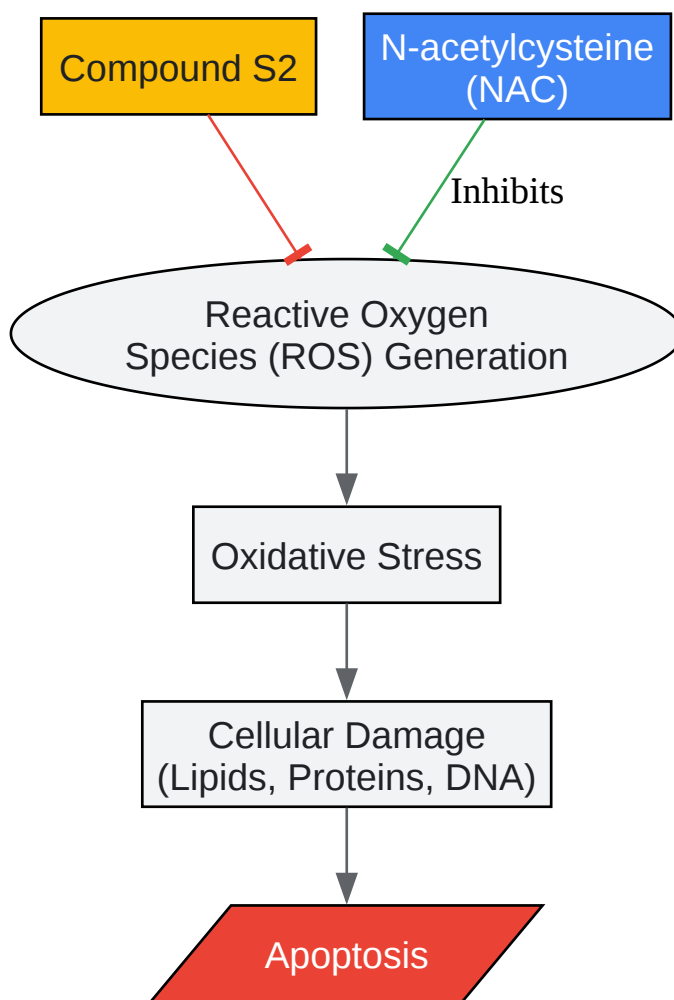 Compound S2
N-acetylcysteine
(NAC)
Inhibits
Reactive Oxygen
Species (ROS) Generation
Oxidative Stress
Cellular Damage
(Lipids, Proteins, DNA)
Apoptosis